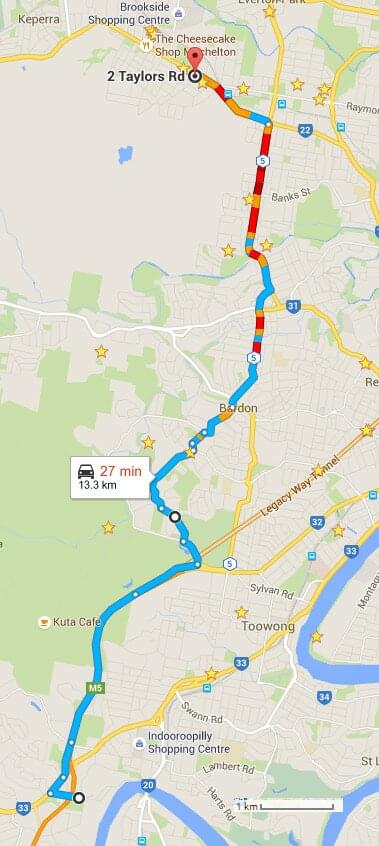 Keperra
Brookside
Shopping Centre
Everton Park
The Cheesecake
Shop Mitchelton
2 Taylors Rd
Raymo
22
5
Banks St
31
5
Bardon
Re
27 min
13.3 km
Legacy Way Tunnel
32
33
5
Sylvan Rd
Montagu
Kuta Cafe
Toowong
33
M5
34
Swann Rd
Indooroopilly
Shopping Centre
St L
Lambert Rd
20
Harts Rd
33
1 km